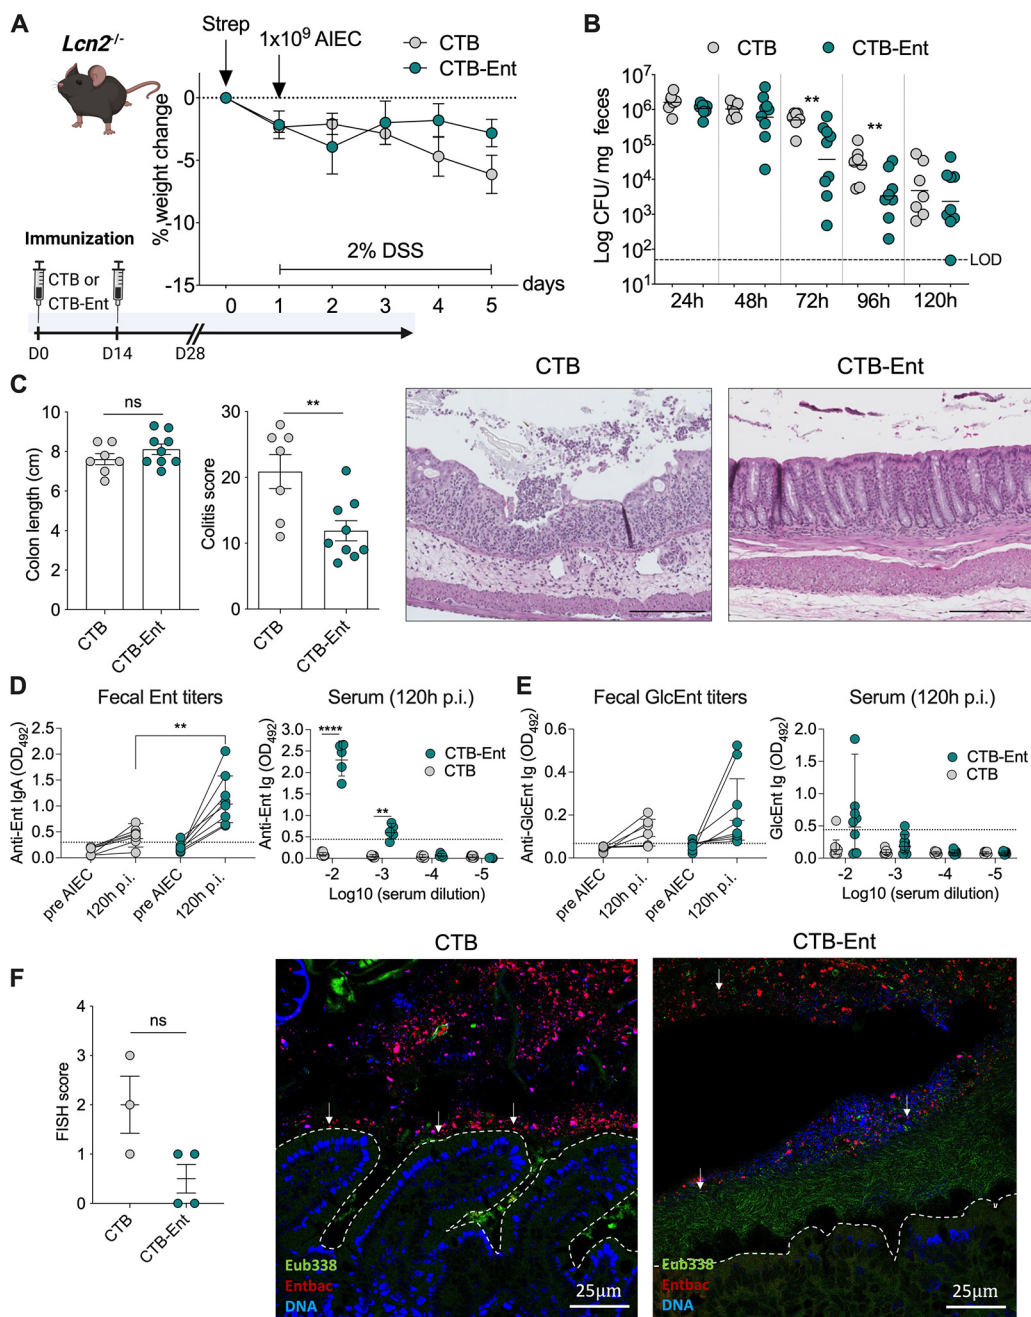 A
Lcn2-/-
Strep
1x10⁹ AIEC
CTB
CTB-Ent
% weight change
0
-5
-10
-15
2% DSS
0 1 2 3 4 5 days
Immunization
CTB or
CTB-Ent
D0 D14 D28
B
CTB CTB-Ent
Log CFU/ mg feces
10⁷
10⁶
10⁵
10⁴
10³
10²
10¹
** **
LOD
24h 48h 72h 96h 120h
C
Colon length (cm)
10
8
6
4
2
0
ns
CTB
CTB-Ent
Colitis score
30
20
10
0
**
CTB
CTB-Ent
CTB
CTB-Ent
D
Fecal Ent titers
Anti-Ent IgA (OD492)
2.5
2.0
1.5
1.0
0.5
0.0
**
pre AIEC
120h p.i.
pre AIEC
120h p.i.
Serum (120h p.i.)
Anti-Ent Ig (OD492)
3.0
2.5
2.0
1.5
1.0
0.5
0.0
****
**
CTB-Ent
CTB
-2 -3 -4 -5
Log10 (serum dilution)
E
Fecal GlcEnt titers
Anti-GlcEnt Ig (OD492)
0.6
0.4
0.2
0.0
pre AIEC
120h p.i.
pre AIEC
120h p.i.
Serum (120h p.i.)
GlcEnt Ig (OD492)
2.0
1.5
1.0
0.5
0.0
CTB-Ent
CTB
-2 -3 -4 -5
Log10 (serum dilution)
F
FISH score
4
3
2
1
0
ns
CTB
CTB-Ent
CTB
Eub338
Entbac
DNA
25μm
CTB-Ent
Eub338
Entbac
DNA
25μm